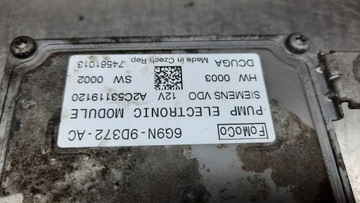 FoMoCo
6G9N-9D372-AC
PUMP ELECTRONIC MODULE
SIEMENS VDO 12V A2C53119120
HW 0003 SW 0002
DCUGA
Made in Czech Rep. 74561013